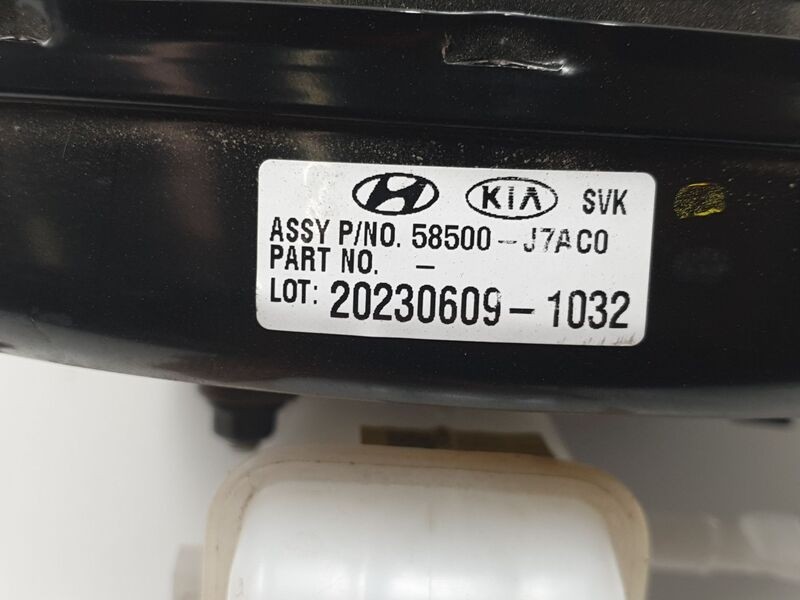 KIA SVK
ASSY P/NO. 58500-J7AC0
PART NO. -
LOT: 20230609-1032